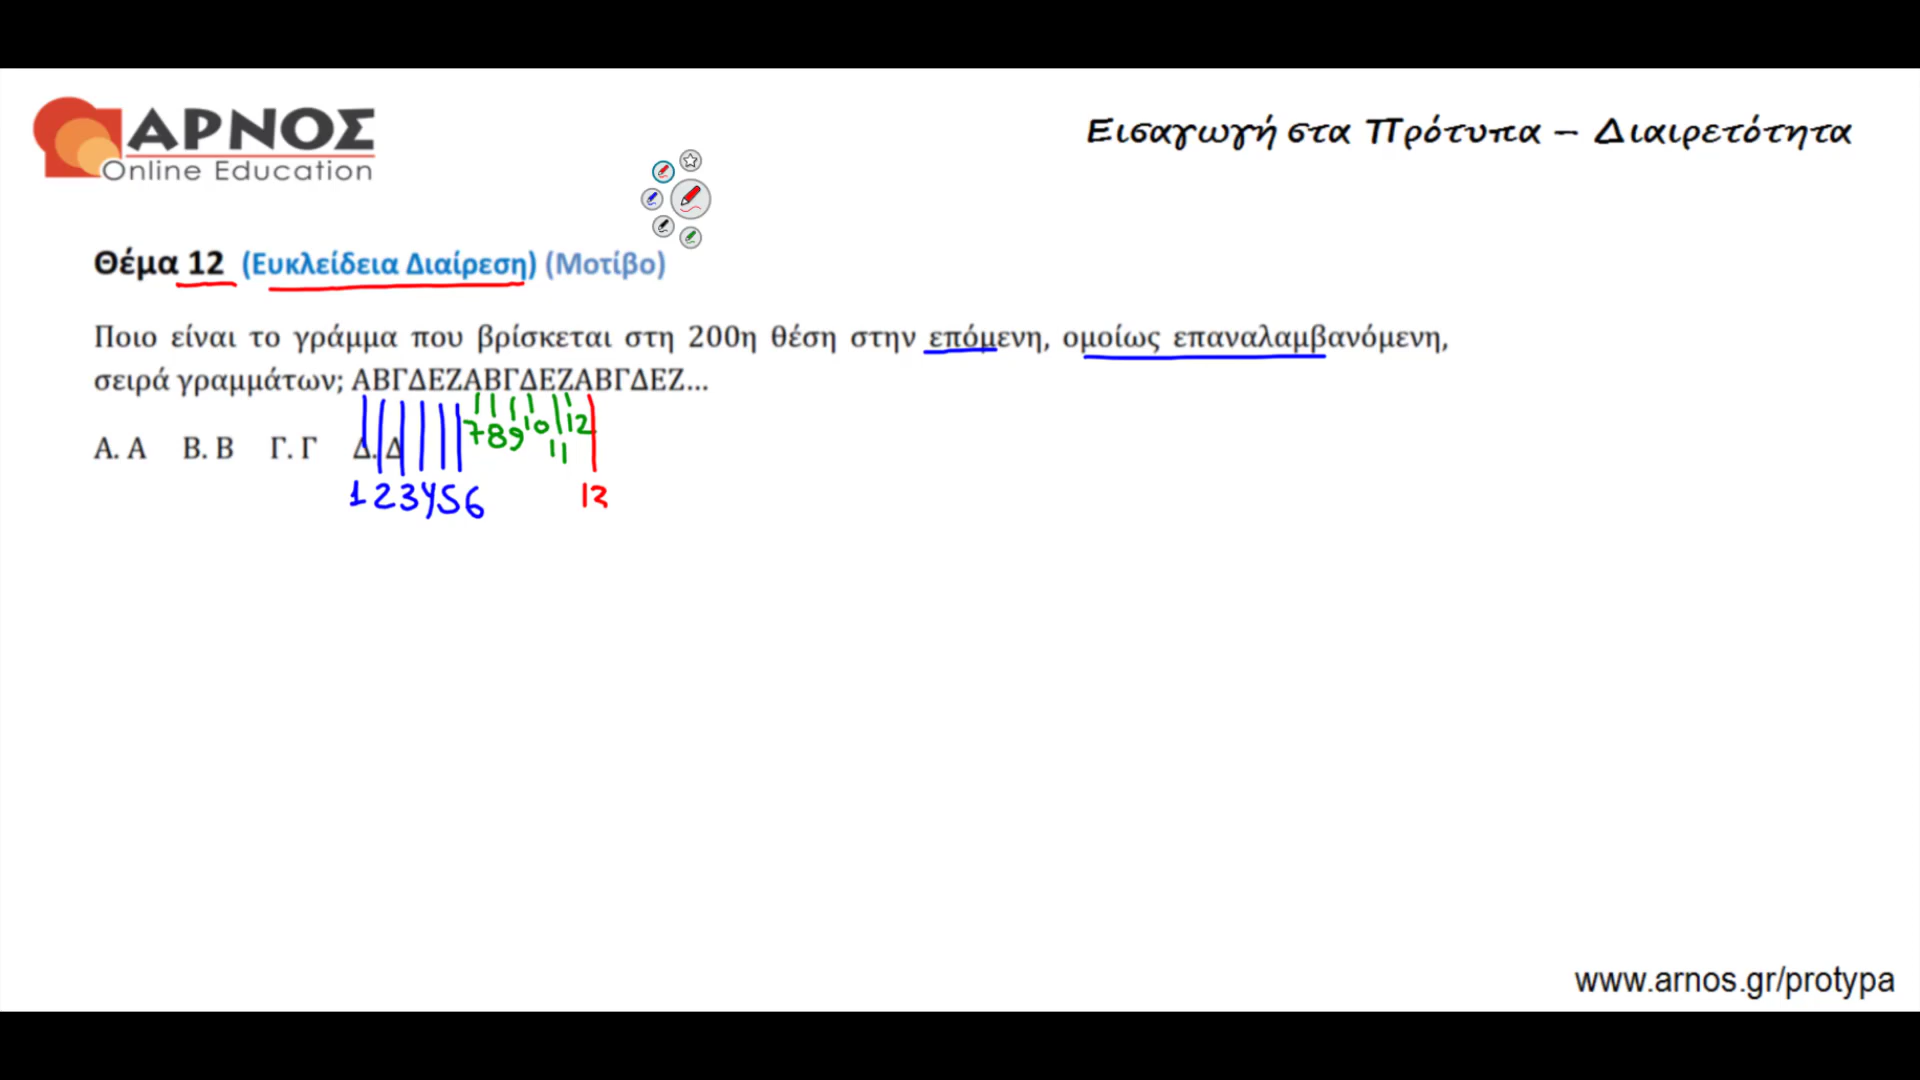 ΑΡΝΟΣ
Online Education
Εισαγωγή στα Πρότυπα – Διαιρετότητα
Θέμα 12 (Ευκλείδεια Διαίρεση) (Μοτίβο)
Ποιο είναι το γράμμα που βρίσκεται στη 200η θέση στην επόμενη, ομοίως επαναλαμβανόμενη,
σειρά γραμμάτων; ΑΒΓΔΕΖΑΒΓΔΕΖΑΒΓΔΕΖ...
7 8 9 10 11 12
Α. Α Β. Β Γ. Γ Δ. Δ
1 2 3 4 5 6 13
www.arnos.gr/protypa